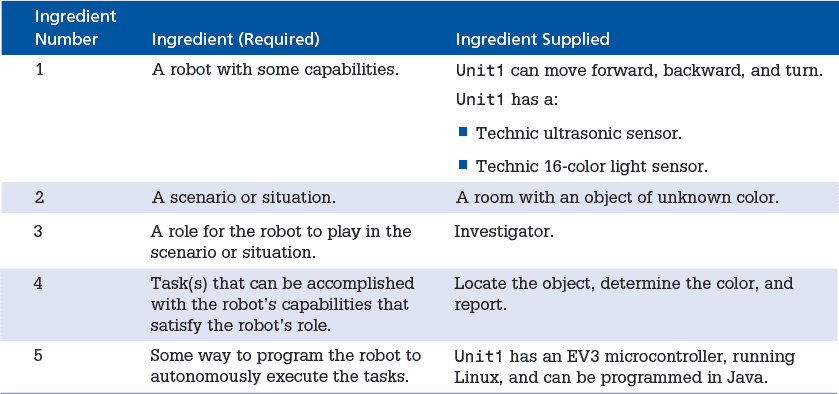 Ingredient
Number Ingredient (Required) Ingredient Supplied
1 A robot with some capabilities. Unit1 can move forward, backward, and turn.
Unit1 has a:
■ Technic ultrasonic sensor.
■ Technic 16-color light sensor.
2 A scenario or situation. A room with an object of unknown color.
3 A role for the robot to play in the Investigator.
scenario or situation.
4 Task(s) that can be accomplished Locate the object, determine the color, and
with the robot’s capabilities that report.
satisfy the robot’s role.
5 Some way to program the robot to Unit1 has an EV3 microcontroller, running
autonomously execute the tasks. Linux, and can be programmed in Java.